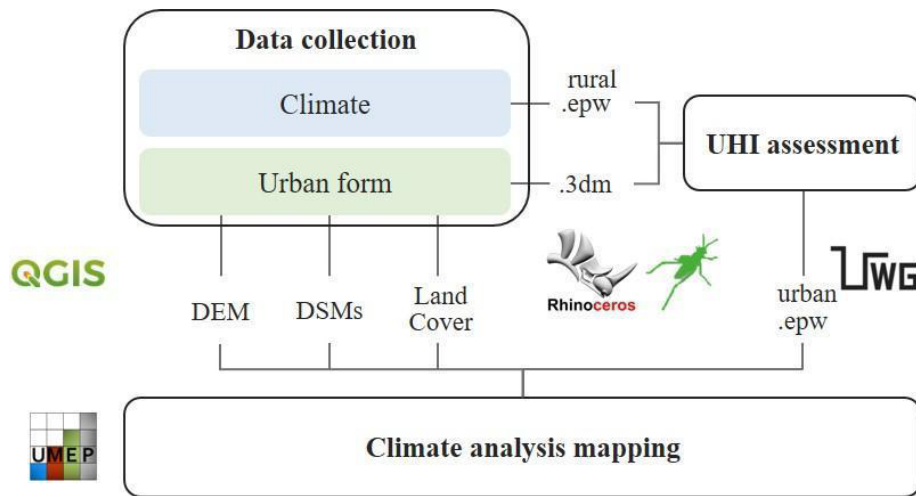 Data collection
Climate
rural
.epw
UHI assessment
Urban form
.3dm
QGIS
DEM
DSMs
Land
Cover
Rhinoceros
urban
.epw
UWG
UMEP
Climate analysis mapping